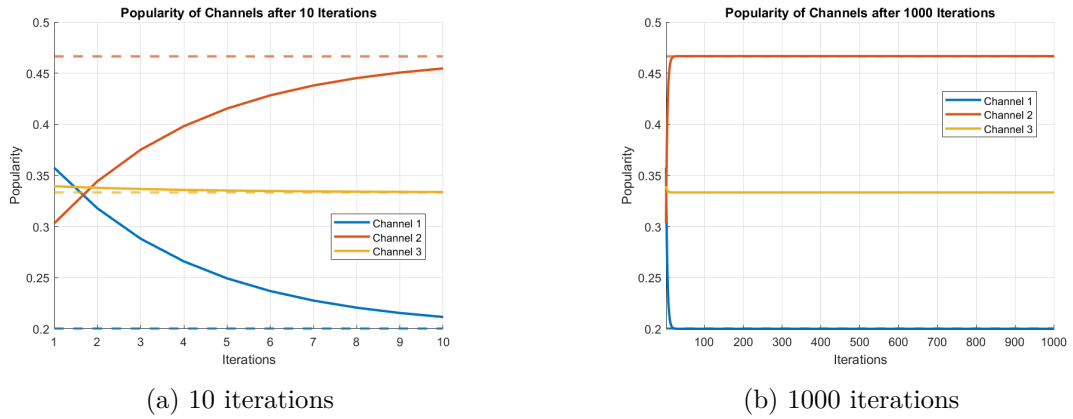 Popularity of Channels after 10 Iterations
0.5
0.45
0.4
0.35
0.3
0.25
0.2
Popularity
Channel 1
Channel 2
Channel 3
1 2 3 4 5 6 7 8 9 10
Iterations
(a) 10 iterations
Popularity of Channels after 1000 Iterations
0.5
0.45
0.4
0.35
0.3
0.25
0.2
Popularity
Channel 1
Channel 2
Channel 3
100 200 300 400 500 600 700 800 900 1000
Iterations
(b) 1000 iterations